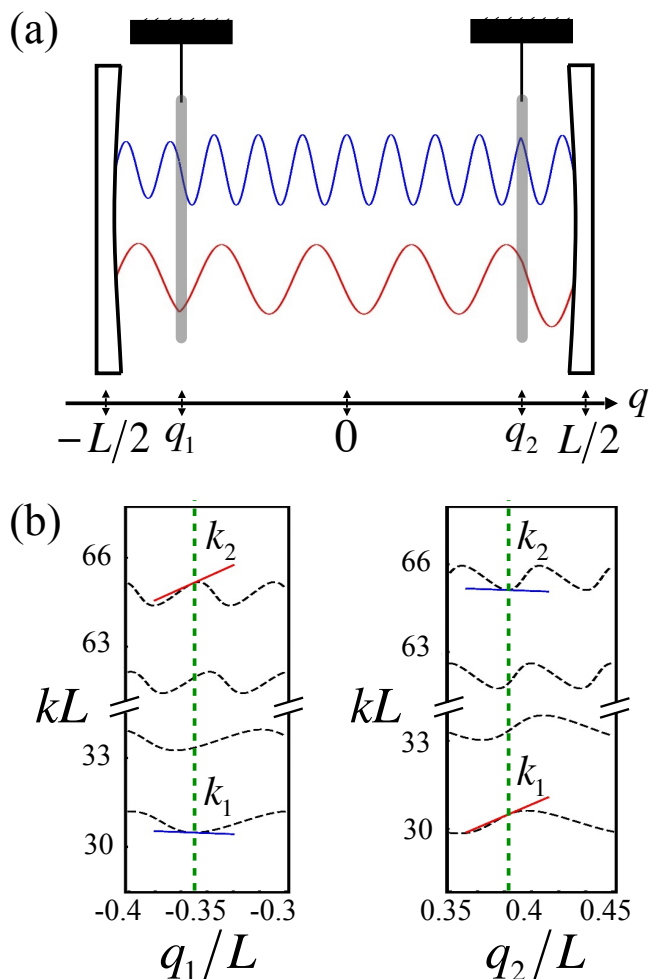 (a)
q
−L/2 q₁ 0 q₂ L/2
(b)
k₂ k₂
66 66
63 63
kL kL
33 33
k₁ k₁
30 30
-0.4 -0.35 -0.3 0.35 0.4 0.45
q₁/L q₂/L